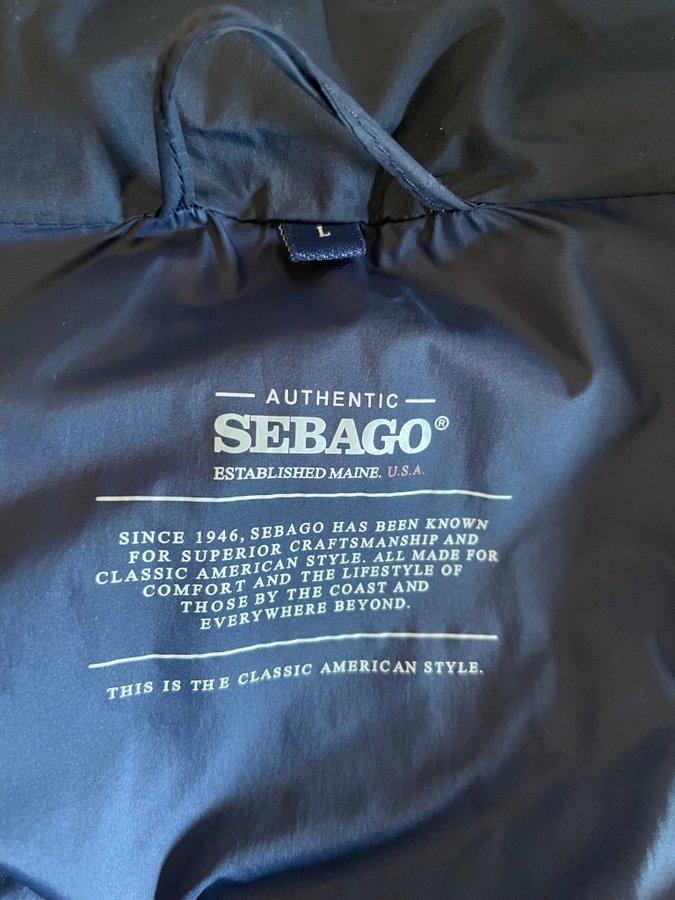 L
AUTHENTIC
SEBAGO®
ESTABLISHED MAINE. U.S.A.
SINCE 1946, SEBAGO HAS BEEN KNOWN
FOR SUPERIOR CRAFTSMANSHIP AND
CLASSIC AMERICAN STYLE. ALL MADE FOR
COMFORT AND THE LIFESTYLE OF
THOSE BY THE COAST AND
EVERYWHERE BEYOND.
THIS IS THE CLASSIC AMERICAN STYLE.